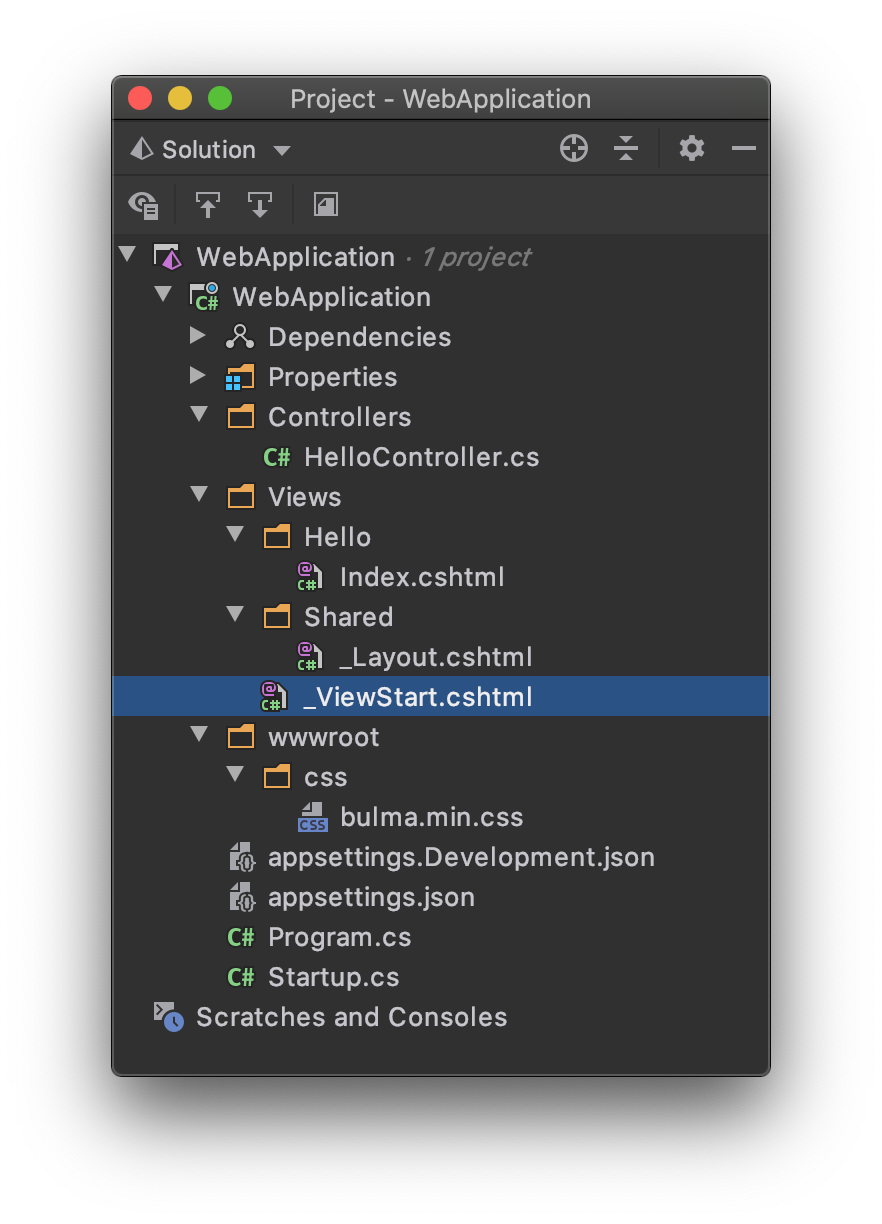 Project - WebApplication
Solution
WebApplication · 1 project
C# WebApplication
Dependencies
Properties
Controllers
C# HelloController.cs
Views
Hello
@ C# Index.cshtml
Shared
@ C# _Layout.cshtml
@ C# _ViewStart.cshtml
wwwroot
css
CSS bulma.min.css
{} appsettings.Development.json
{} appsettings.json
C# Program.cs
C# Startup.cs
Scratches and Consoles